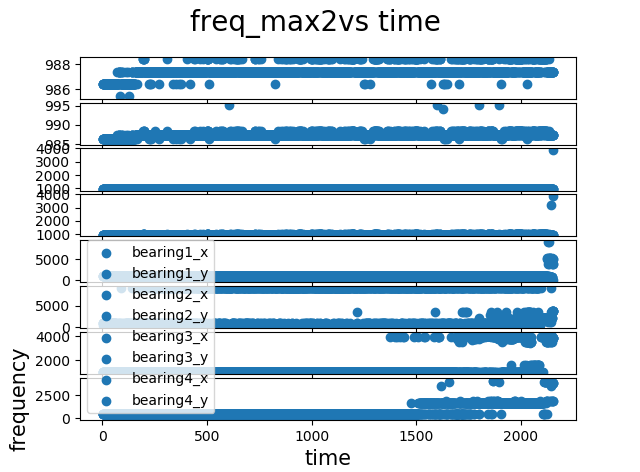 freq_max2vs time
988
986
995
990
985
4000
3000
2000
1000
4000
3000
2000
1000
5000
0
5000
0
4000
2000
2500
0
bearing1_x
bearing1_y
bearing2_x
bearing2_y
bearing3_x
bearing3_y
bearing4_x
bearing4_y
frequency
0 500 1000 1500 2000
time